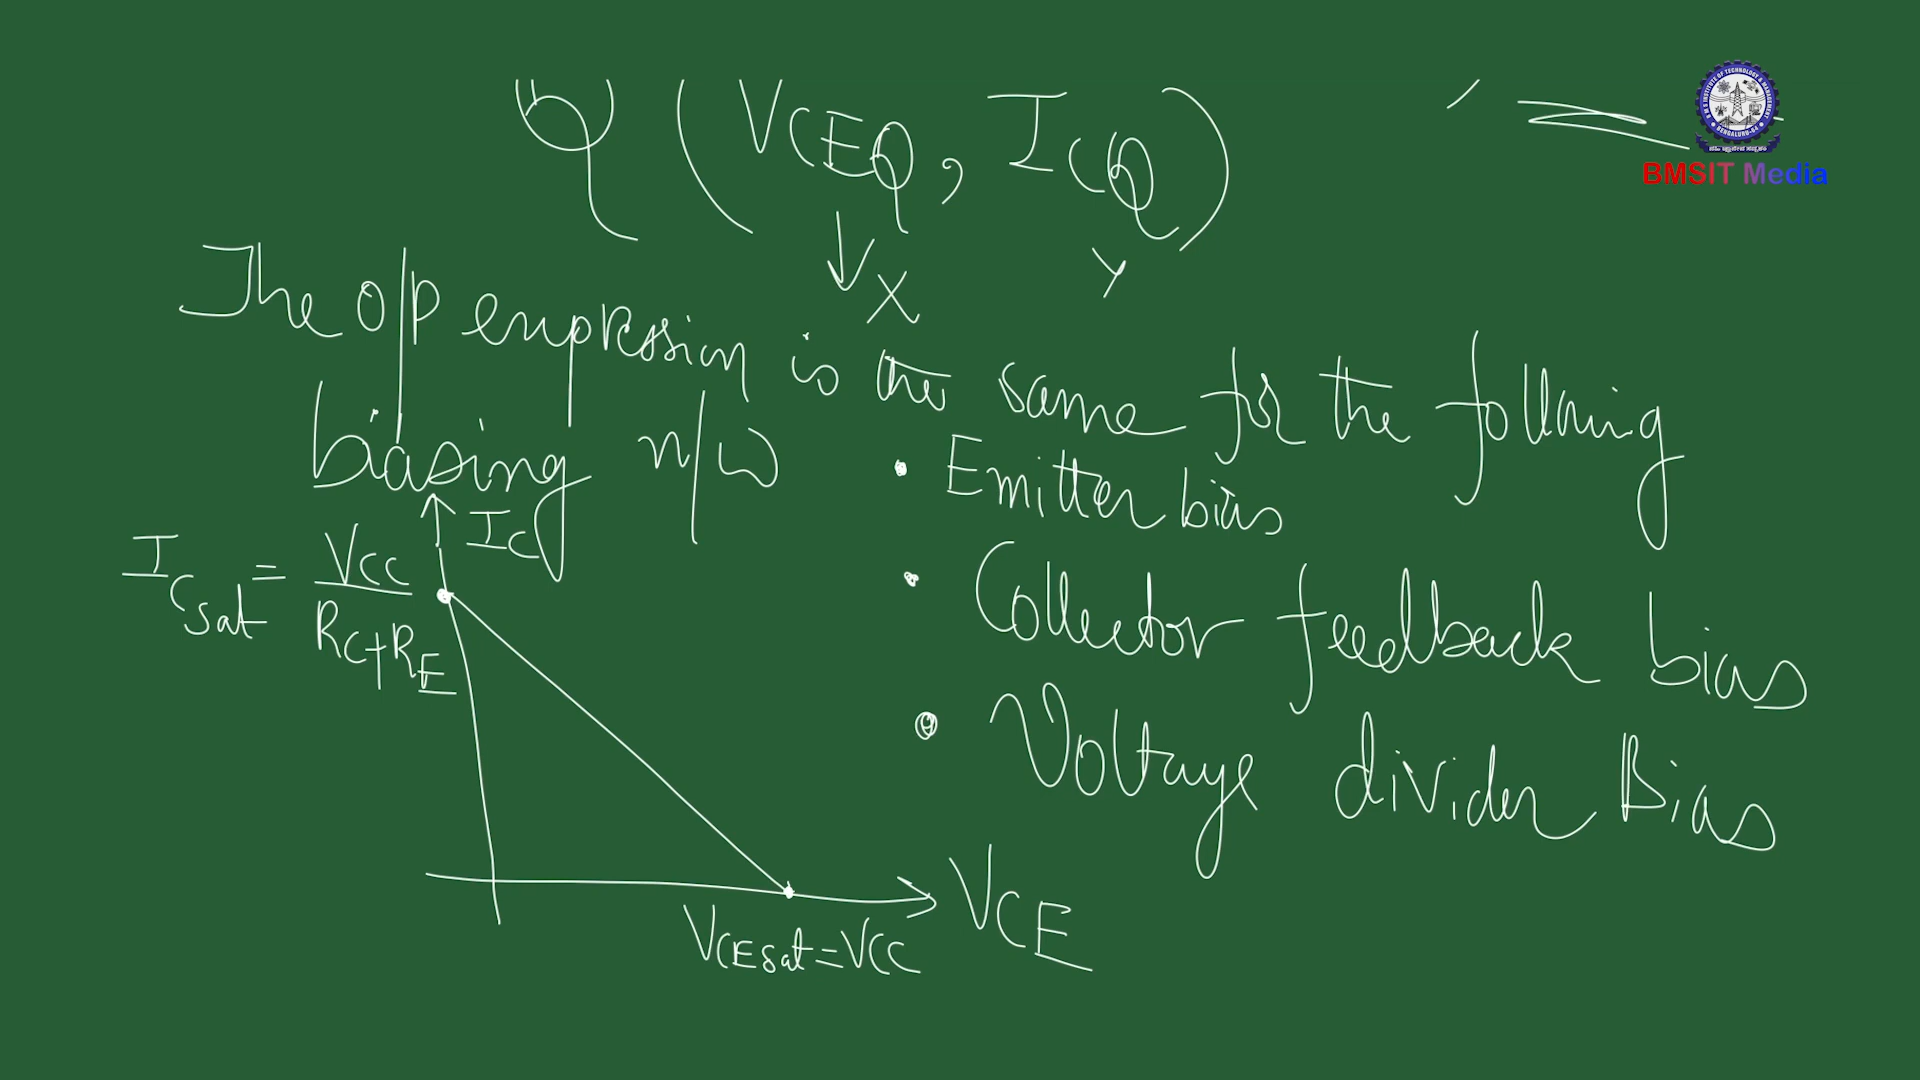 Q (VCEQ, ICQ)
X
Y
BMSIT Media
The O/P enpression is the same for the following
biasing n/w
• Emitter bias
• Collector feedback bias
• Voltage divider Bias
IC
ICsat = VCC / RC+RE
VCE
VCEsat = VCC